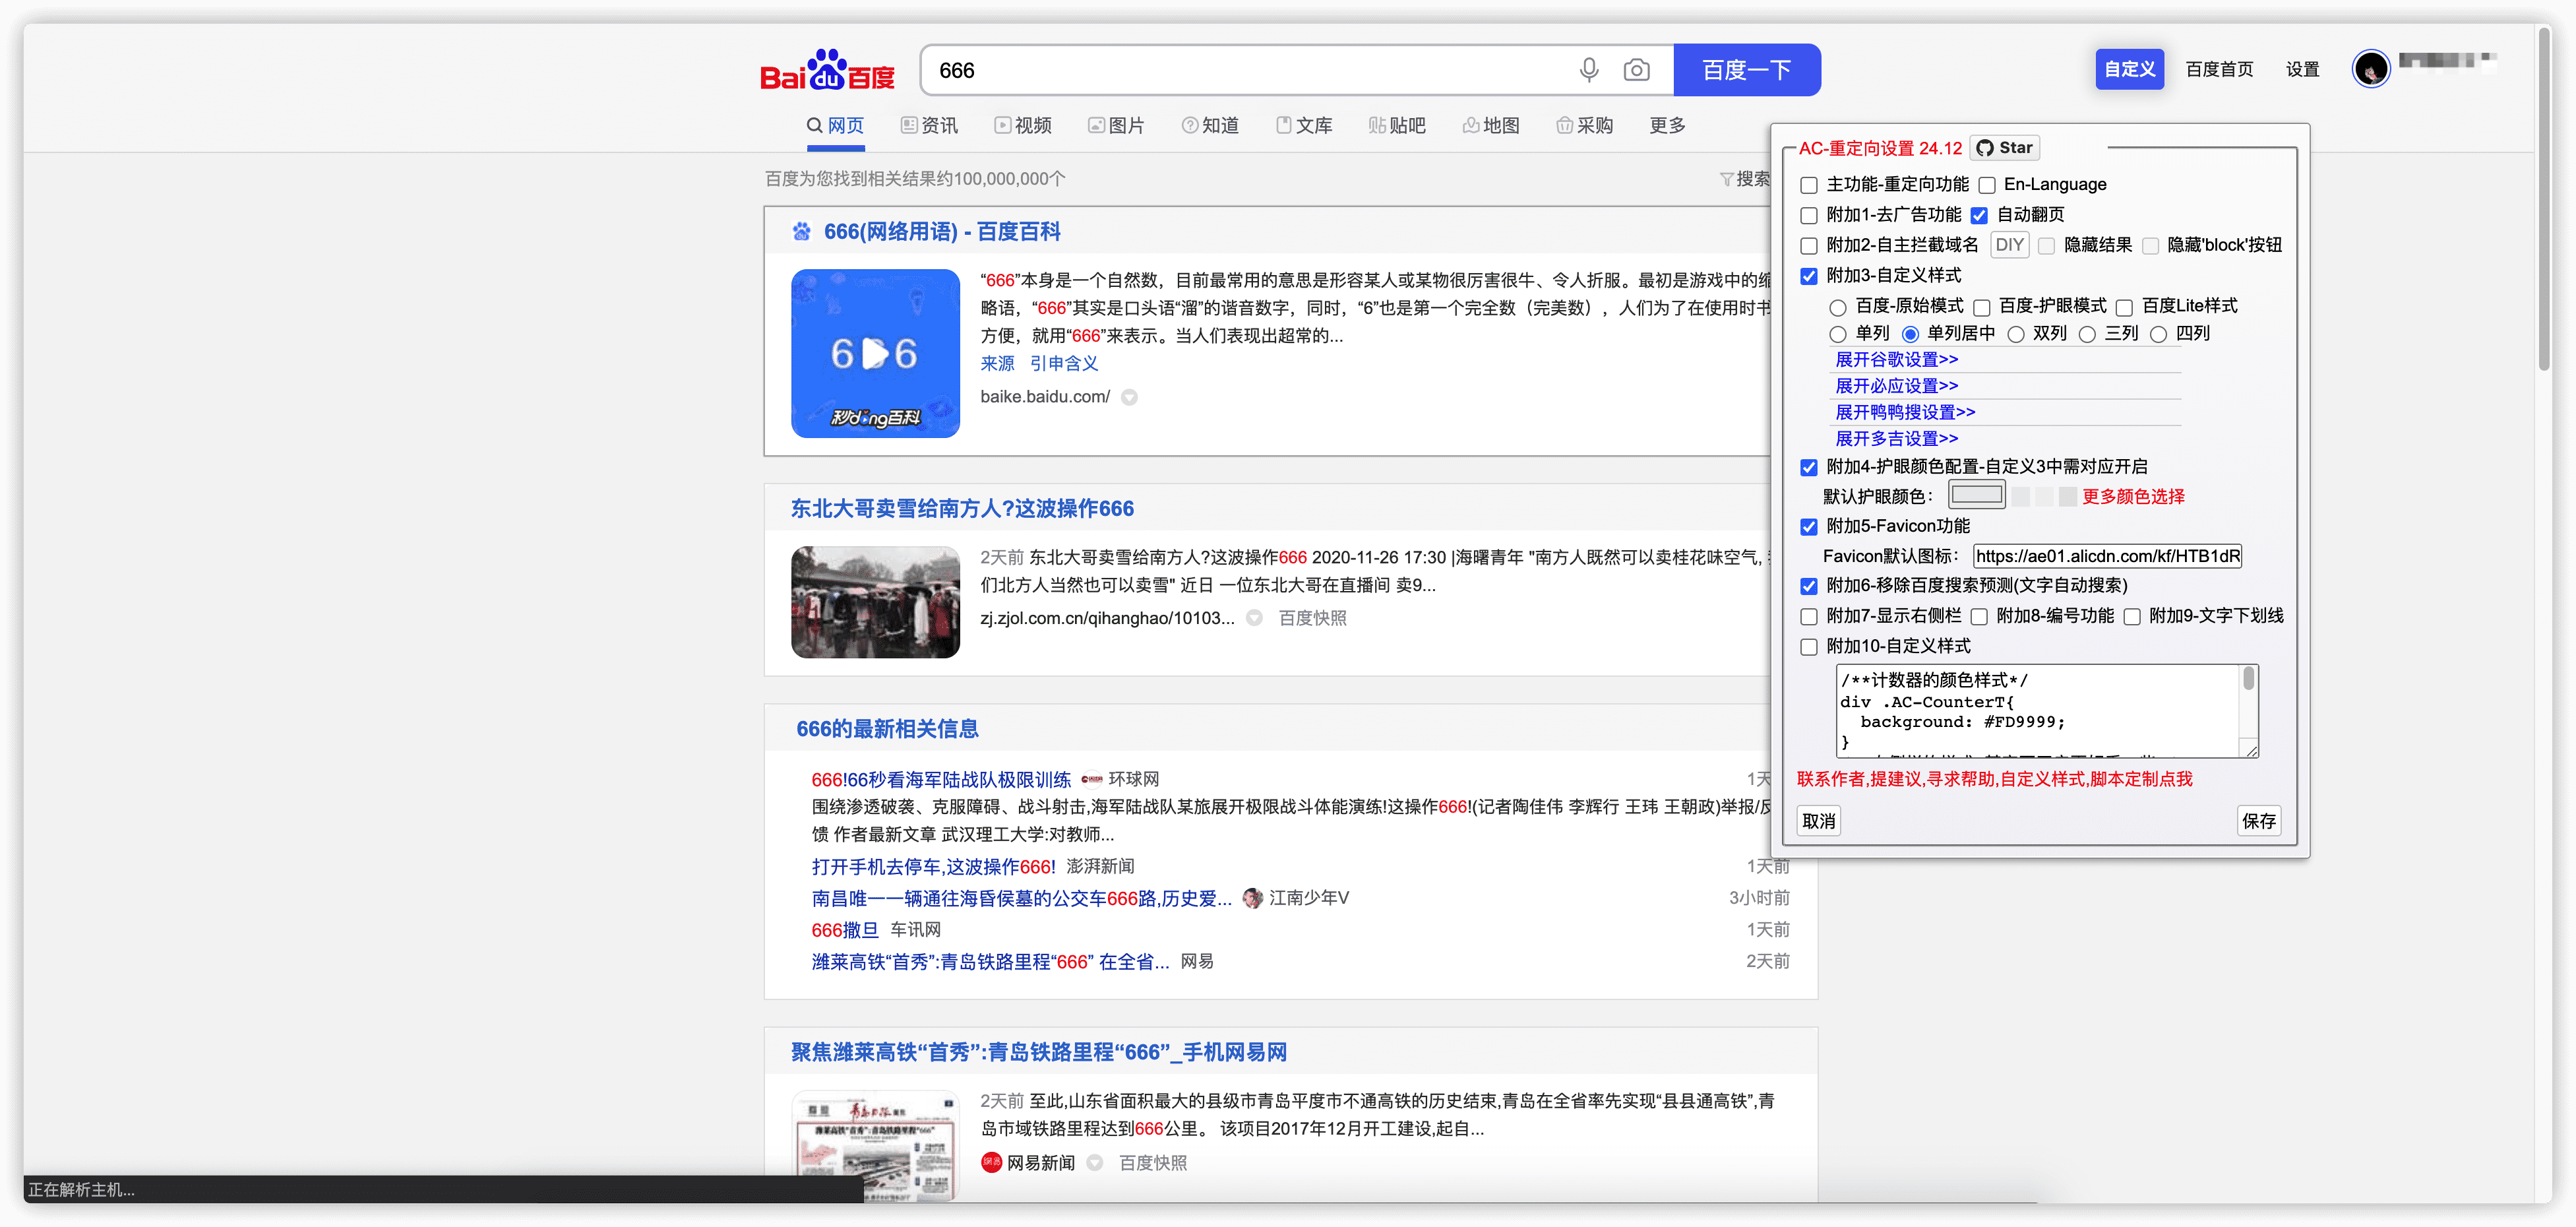 Bai du 百度
666
百度一下
自定义 百度首页 设置
网页 资讯 视频 图片 知道 文库 贴吧 地图 采购 更多
百度为您找到相关结果约100,000,000个
搜索
666(网络用语) - 百度百科
“666”本身是一个自然数，目前最常用的意思是形容某人或某物很厉害很牛、令人折服。最初是游戏中的缩
略语，“666”其实是口头语“溜”的谐音数字，同时，“6”也是第一个完全数（完美数），人们为了在使用时书
方便，就用“666”来表示。当人们表现出超常的...
来源 引申含义
baike.baidu.com/
6 6
秒dǒng百科
东北大哥卖雪给南方人?这波操作666
2天前 东北大哥卖雪给南方人?这波操作666 2020-11-26 17:30 |海曙青年 "南方人既然可以卖桂花味空气,
们北方人当然也可以卖雪" 近日 一位东北大哥在直播间 卖9...
zj.zjol.com.cn/qihanghao/10103... 百度快照
666的最新相关信息
666!66秒看海军陆战队极限训练 环球网 1天
围绕渗透破袭、克服障碍、战斗射击,海军陆战队某旅展开极限战斗体能演练!这操作666!(记者陶佳伟 李辉行 王玮 王朝政)举报/反
馈 作者最新文章 武汉理工大学:对教师...
打开手机去停车,这波操作666! 澎湃新闻 1天前
南昌唯一一辆通往海昏侯墓的公交车666路,历史爱... 江南少年V 3小时前
666撒旦 车讯网 1天前
潍莱高铁“首秀”:青岛铁路里程“666” 在全省... 网易 2天前
聚焦潍莱高铁“首秀”:青岛铁路里程“666”_手机网易网
2天前 至此,山东省面积最大的县级市青岛平度市不通高铁的历史结束,青岛在全省率先实现“县县通高铁”,青
岛市域铁路里程达到666公里。 该项目2017年12月开工建设,起自...
网易新闻 百度快照
潍莱高铁“首秀”:青岛铁路里程“666”
正在解析主机...
AC-重定向设置 24.12 Star
主功能-重定向功能 En-Language
附加1-去广告功能 自动翻页
附加2-自主拦截域名 DIY 隐藏结果 隐藏'block'按钮
附加3-自定义样式
百度-原始模式 百度-护眼模式 百度Lite样式
单列 单列居中 双列 三列 四列
展开谷歌设置>>
展开必应设置>>
展开鸭鸭搜设置>>
展开多吉设置>>
附加4-护眼颜色配置-自定义3中需对应开启
默认护眼颜色： 更多颜色选择
附加5-Favicon功能
Favicon默认图标： https://ae01.alicdn.com/kf/HTB1dR
附加6-移除百度搜索预测(文字自动搜索)
附加7-显示右侧栏 附加8-编号功能 附加9-文字下划线
附加10-自定义样式
/**计数器的颜色样式*/
div .AC-CounterT{
background: #FD9999;
}
联系作者,提建议,寻求帮助,自定义样式,脚本定制点我
取消 保存